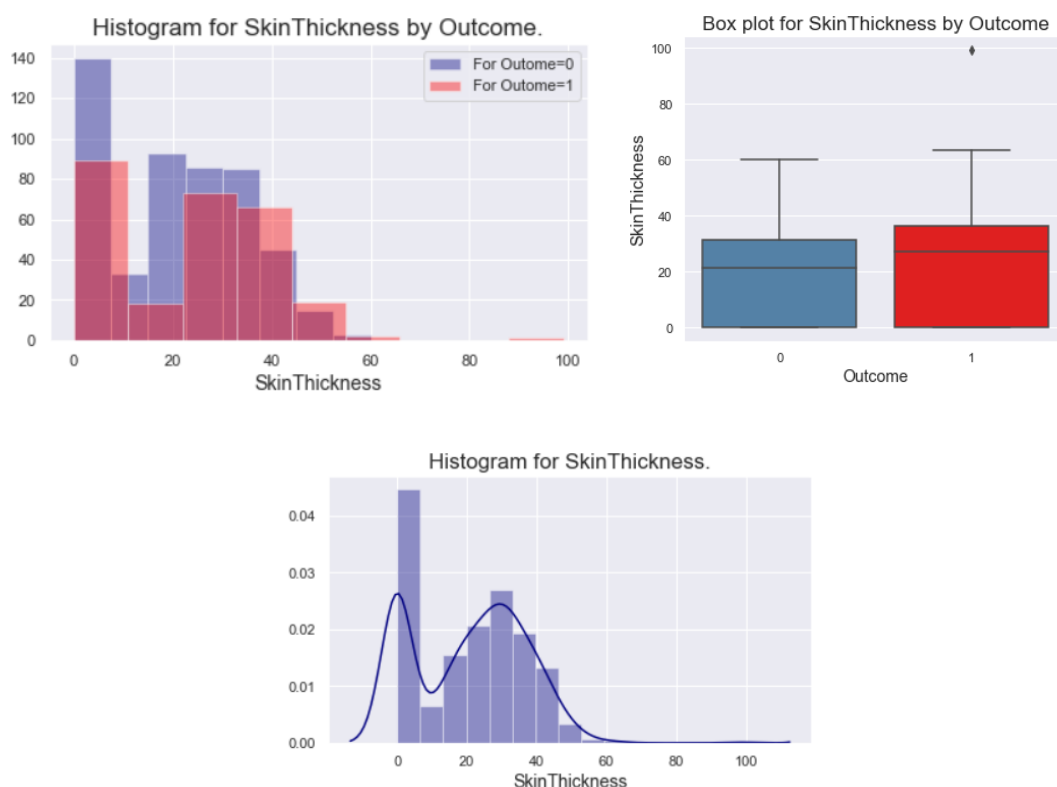 Histogram for SkinThickness by Outcome.
140
120
100
80
60
40
20
0
For Outome=0
For Outome=1
0 20 40 60 80 100
SkinThickness
Box plot for SkinThickness by Outcome
100
80
60
40
20
0
SkinThickness
0 1
Outcome
Histogram for SkinThickness.
0.04
0.03
0.02
0.01
0.00
0 20 40 60 80 100
SkinThickness